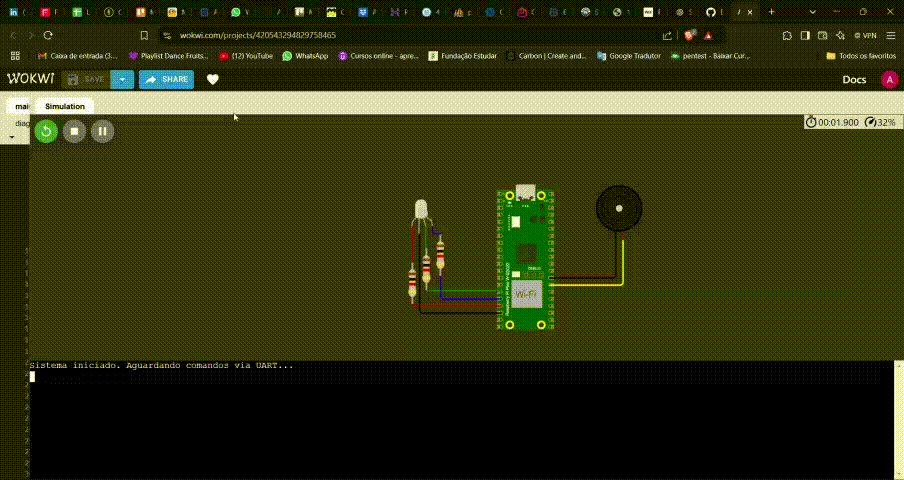 wokwi.com/projects/420543294829758465
VPN
Caixa de entrada (3...
Playlist Dance Fruits...
(12) YouTube
WhatsApp
Cursos online - apre...
Fundação Estudar
Carbon | Create and...
Google Tradutor
pentest - Baixar Cur...
Todos os favoritos
WOKWI
SAVE
SHARE
Docs
A
mai
Simulation
diag
00:01.900
32%
Wi-Fi
Sistema iniciado. Aguardando comandos via UART...